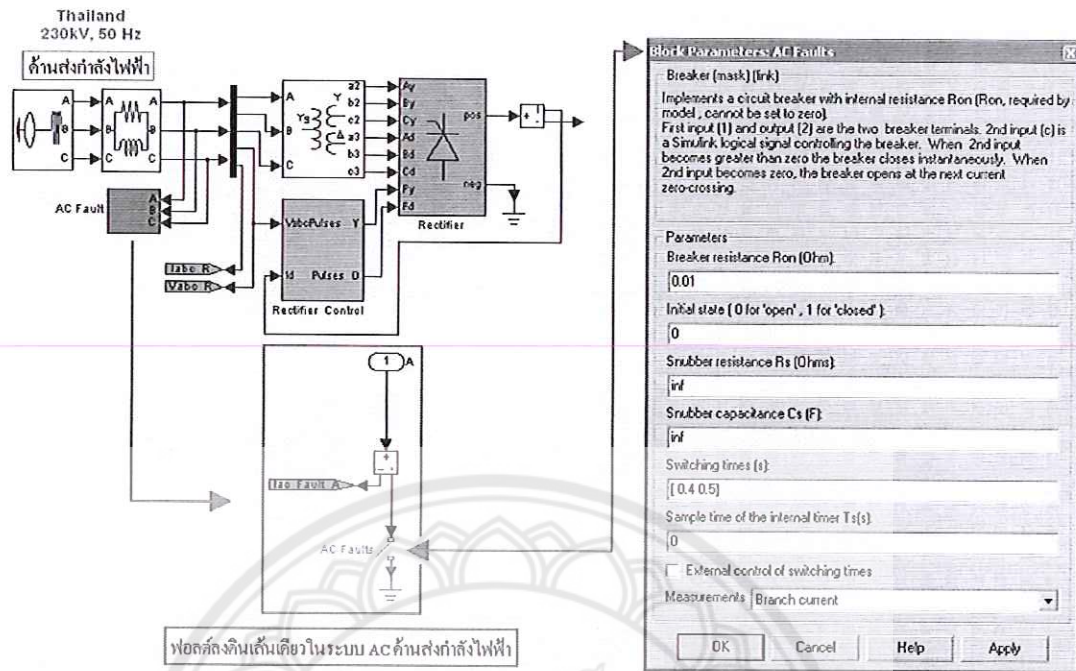 Thailand
230kV, 50 Hz
ด้านส่งกำลังไฟฟ้า
A
B
C
A
B
C
A
B
C
AC Fault
A
B
C
Yg
Y
Δ
a2
b2
c2
a3
b3
c3
Ay
By
Cy
Ad
Bd
Cd
Py
Pd
pos
neg
Rectifier
+
-
VabcPulses Y
Id Pulses D
Rectifier Control
1
A
+
-
AC Faults
ฟอลต์ลงดินเส้นเดียวในระบบ AC ด้านส่งกำลังไฟฟ้า
Block Parameters: AC Faults
Breaker (mask) (link)
Implements a circuit breaker with internal resistance Ron (Ron, required by
model , cannot be set to zero).
First input (1) and output (2) are the two breaker terminals. 2nd input (c) is
a Simulink logical signal controlling the breaker. When 2nd input
becomes greater than zero the breaker closes instantaneously. When
2nd input becomes zero, the breaker opens at the next current
zero-crossing.
Parameters
Breaker resistance Ron (Ohm):
0.01
Initial state ( 0 for 'open' , 1 for 'closed' ):
0
Snubber resistance Rs (Ohms):
inf
Snubber capacitance Cs (F):
inf
Switching times (s):
[ 0.4 0.5]
Sample time of the internal timer Ts(s):
0
External control of switching times
Measurements Branch current
OK
Cancel
Help
Apply